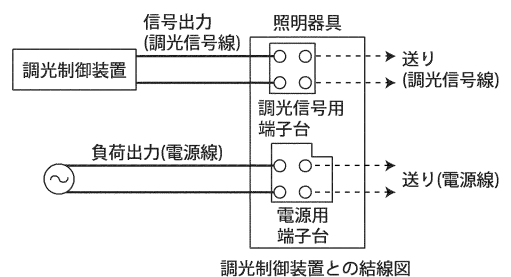 信号出力
(調光信号線)
照明器具
調光制御装置
送り
(調光信号線)
調光信号用
端子台
負荷出力(電源線)
送り(電源線)
電源用
端子台
調光制御装置との結線図